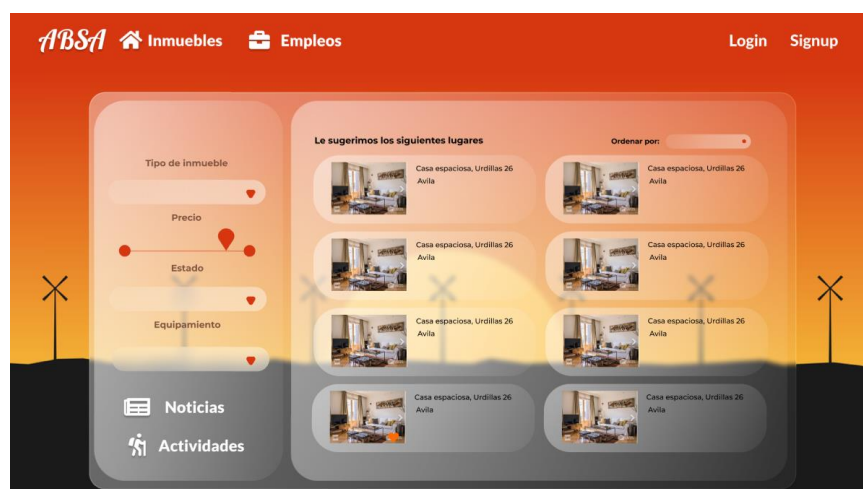 ABSA
Inmuebles
Empleos
Login
Signup
Tipo de inmueble
Precio
Estado
Equipamiento
Noticias
Actividades
Le sugerimos los siguientes lugares
Ordenar por:
Casa espaciosa, Urdillas 26
Avila
Casa espaciosa, Urdillas 26
Avila
Casa espaciosa, Urdillas 26
Avila
Casa espaciosa, Urdillas 26
Avila
Casa espaciosa, Urdillas 26
Avila
Casa espaciosa, Urdillas 26
Avila
Casa espaciosa, Urdillas 26
Avila
Casa espaciosa, Urdillas 26
Avila